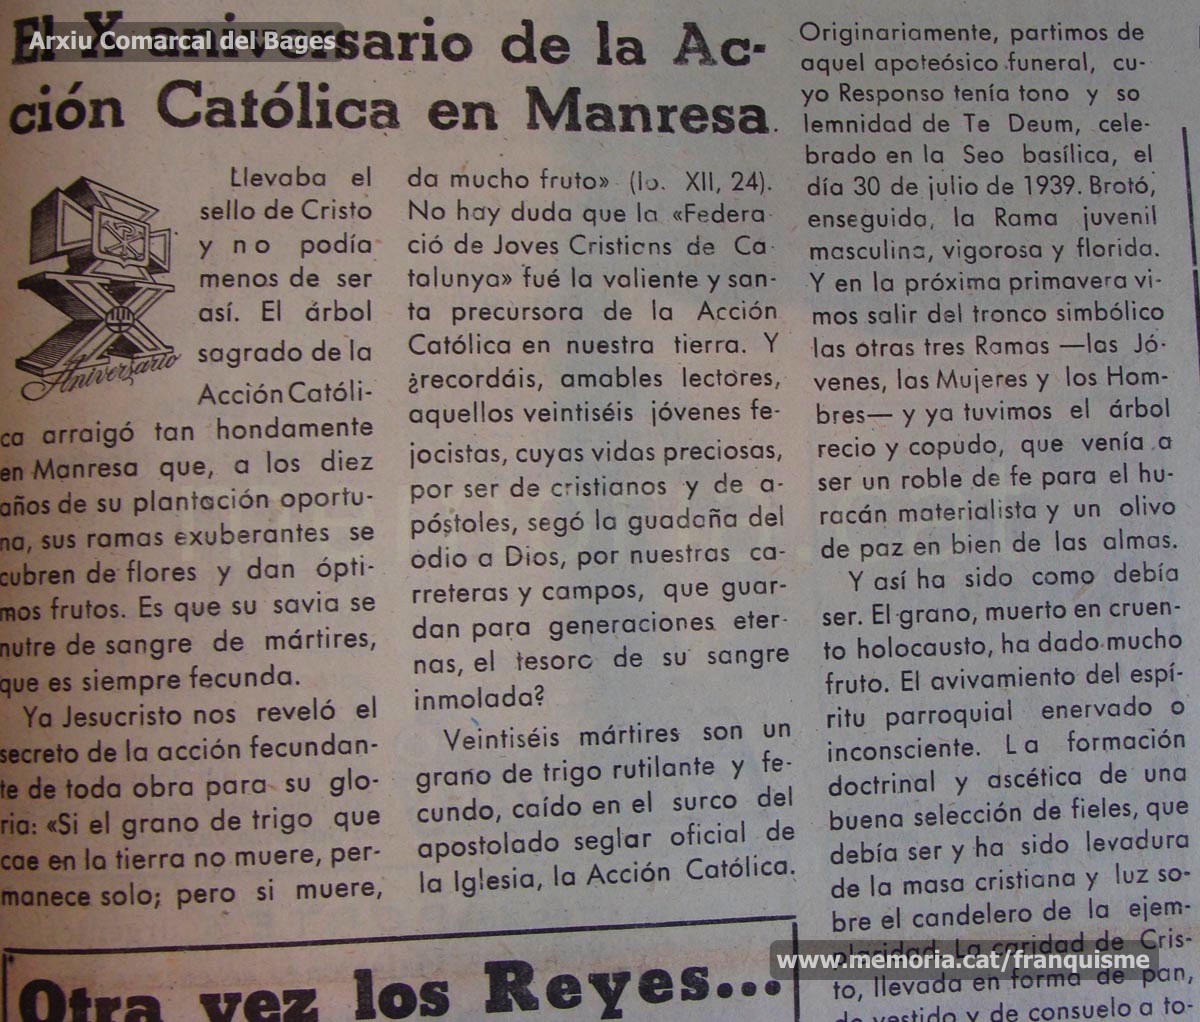 Arxiu Comarcal del Bages
El X aniversario de la Ac-
ción Católica en Manresa.
Aniversario
Llevaba el
sello de Cristo
y no podía
menos de ser
así. El árbol
sagrado de la
Acción Católi-
ca arraigó tan hondamente
en Manresa que, a los diez
años de su plantación oportu-
na, sus ramas exuberantes se
cubren de flores y dan ópti-
mos frutos. Es que su savia se
nutre de sangre de mártires,
que es siempre fecunda.
Ya Jesucristo nos reveló el
secreto de la acción fecundan-
te de toda obra para su glo-
ria: «Si el grano de trigo que
cae en la tierra no muere, per-
manece solo; pero si muere,
da mucho fruto» (Io. XII, 24).
No hay duda que la «Federa-
ció de Joves Cristians de Ca-
talunya» fué la valiente y san-
ta precursora de la Acción
Católica en nuestra tierra. Y
¿recordáis, amables lectores,
aquellos veintiséis jóvenes fe-
jocistas, cuyas vidas preciosas,
por ser de cristianos y de a-
póstoles, segó la guadaña del
odio a Dios, por nuestras ca-
rreteras y campos, que guar-
dan para generaciones eter-
nas, el tesoro de su sangre
inmolada?
Veintiséis mártires son un
grano de trigo rutilante y fe-
cundo, caído en el surco del
apostolado seglar oficial de
la Iglesia, la Acción Católica.
Originariamente, partimos de
aquel apoteósico funeral, cu-
yo Responso tenía tono y so
lemnidad de Te Deum, cele-
brado en la Seo basílica, el
día 30 de julio de 1939. Brotó,
enseguida, la Rama juvenil
masculina, vigorosa y florida.
Y en la próxima primavera vi-
mos salir del tronco simbólico
las otras tres Ramas —las Jó-
venes, las Mujeres y los Hom-
bres— y ya tuvimos el árbol
recio y copudo, que venía a
ser un roble de fe para el hu-
racán materialista y un olivo
de paz en bien de las almas.
Y así ha sido como debía
ser. El grano, muerto en cruen-
to holocausto, ha dado mucho
fruto. El avivamiento del espí-
ritu parroquial enervado o
inconsciente. La formación
doctrinal y ascética de una
buena selección de fieles, que
debía ser y ha sido levadura
de la masa cristiana y luz so-
bre el candelero de la ejem-
plaridad. La caridad de Cris-
to, llevada en forma de pan,
de vestido y de consuelo a to-
Otra vez los Reyes...
www.memoria.cat/franquisme